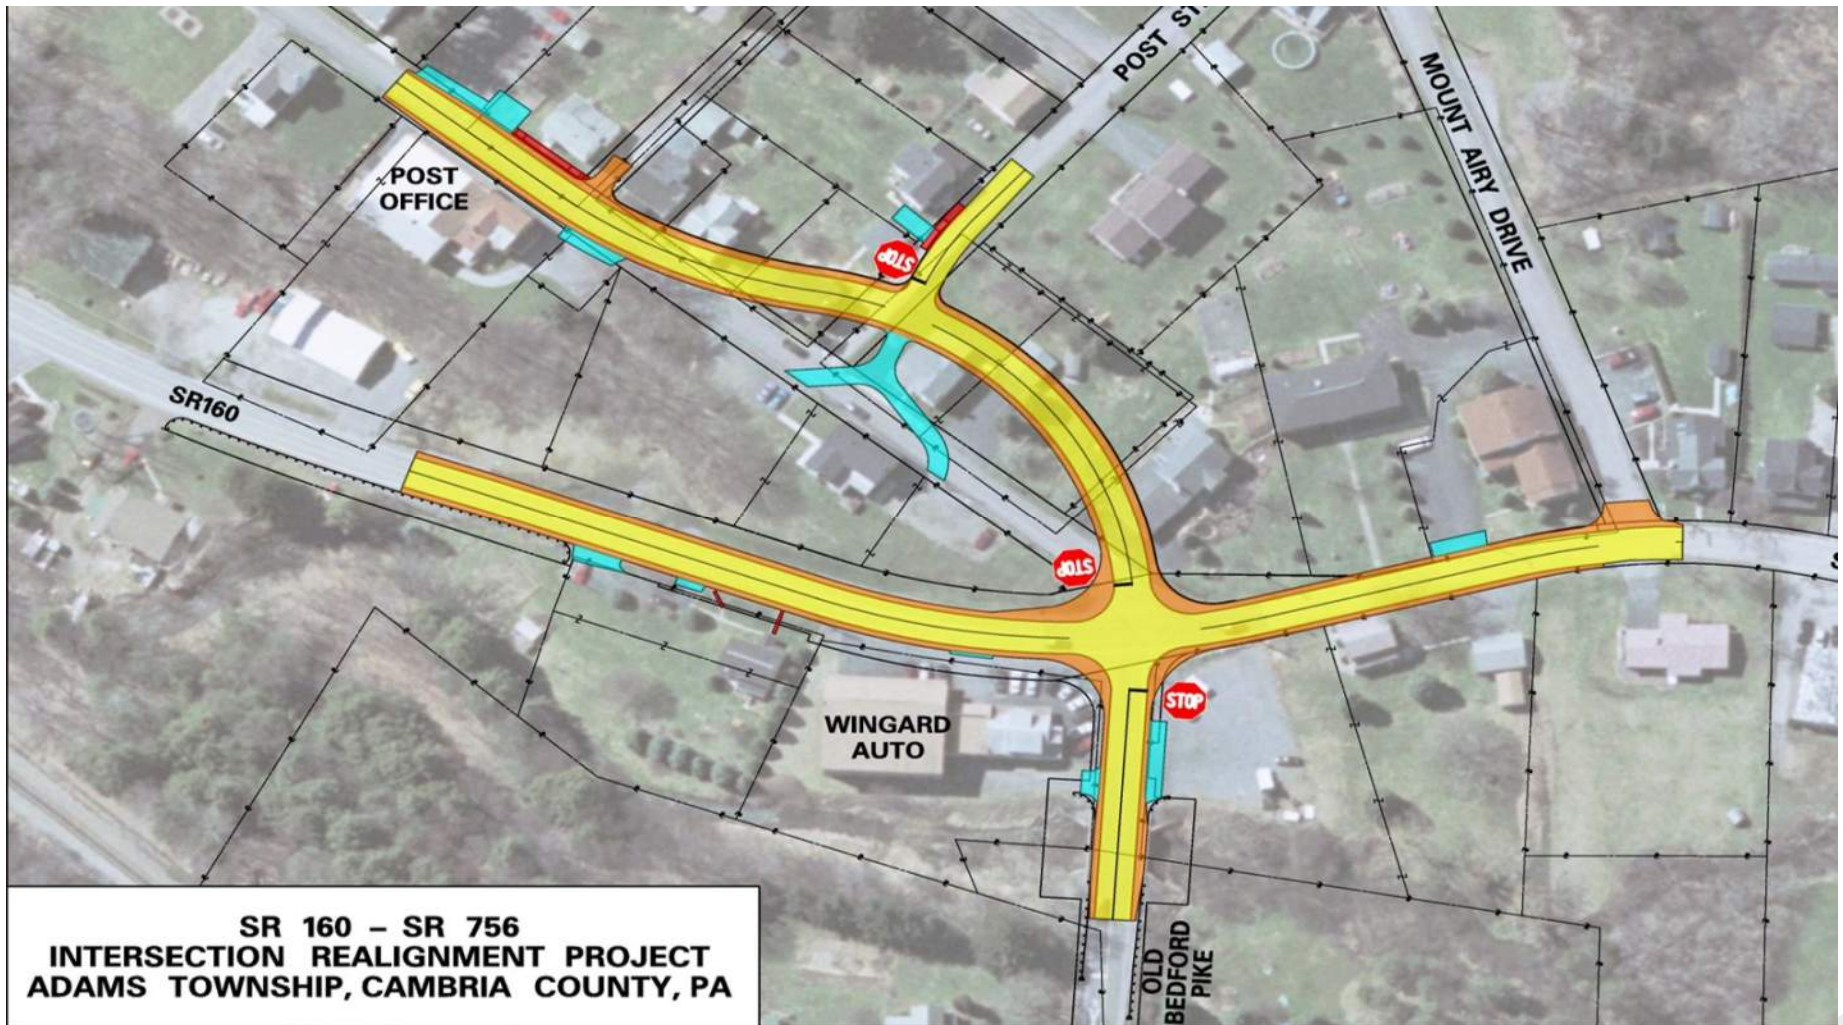 POST ST
MOUNT AIRY DRIVE
POST
OFFICE
STOP
SR160
STOP
STOP
WINGARD
AUTO
OLD
BEDFORD
PIKE
SR 160 – SR 756
INTERSECTION REALIGNMENT PROJECT
ADAMS TOWNSHIP, CAMBRIA COUNTY, PA